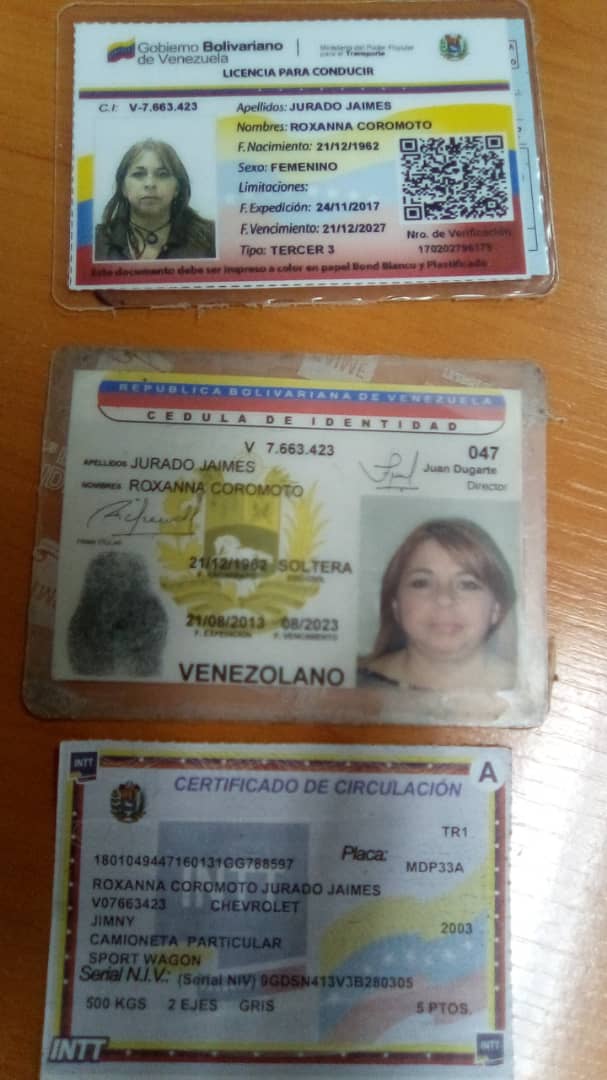 Gobierno Bolivariano
de Venezuela
Ministerio del Poder Popular
para el Transporte
LICENCIA PARA CONDUCIR
C.I: V-7.663.423
Apellidos: JURADO JAIMES
Nombres: ROXANNA COROMOTO
F. Nacimiento: 21/12/1962
Sexo: FEMENINO
Limitaciones:
F. Expedición: 24/11/2017
F. Vencimiento: 21/12/2027
Tipo: TERCER 3
Nro. de Verificación
170202796175
Este documento debe ser impreso a color en papel Bond Blanco y Plastificado
REPUBLICA BOLIVARIANA DE VENEZUELA
CEDULA DE IDENTIDAD
V 7.663.423
047
APELLIDOS JURADO JAIMES
Juan Dugarte
Director
NOMBRES ROXANNA COROMOTO
FIRMA TITULAR
21/12/1962 SOLTERA
F. NACIMIENTO EDO. CIVIL
21/08/2013 08/2023
F. EXPEDICION F. VENCIMIENTO
VENEZOLANO
INTT
CERTIFICADO DE CIRCULACIÓN
A
TR1
1801049447160131GG788597
Placa: MDP33A
ROXANNA COROMOTO JURADO JAIMES
V07663423 CHEVROLET
JIMNY
2003
CAMIONETA PARTICULAR
SPORT WAGON
Serial N.I.V.: (Serial NIV) 9GDSN413V3B280305
500 KGS 2 EJES GRIS 5 PTOS.
INTT
INTT